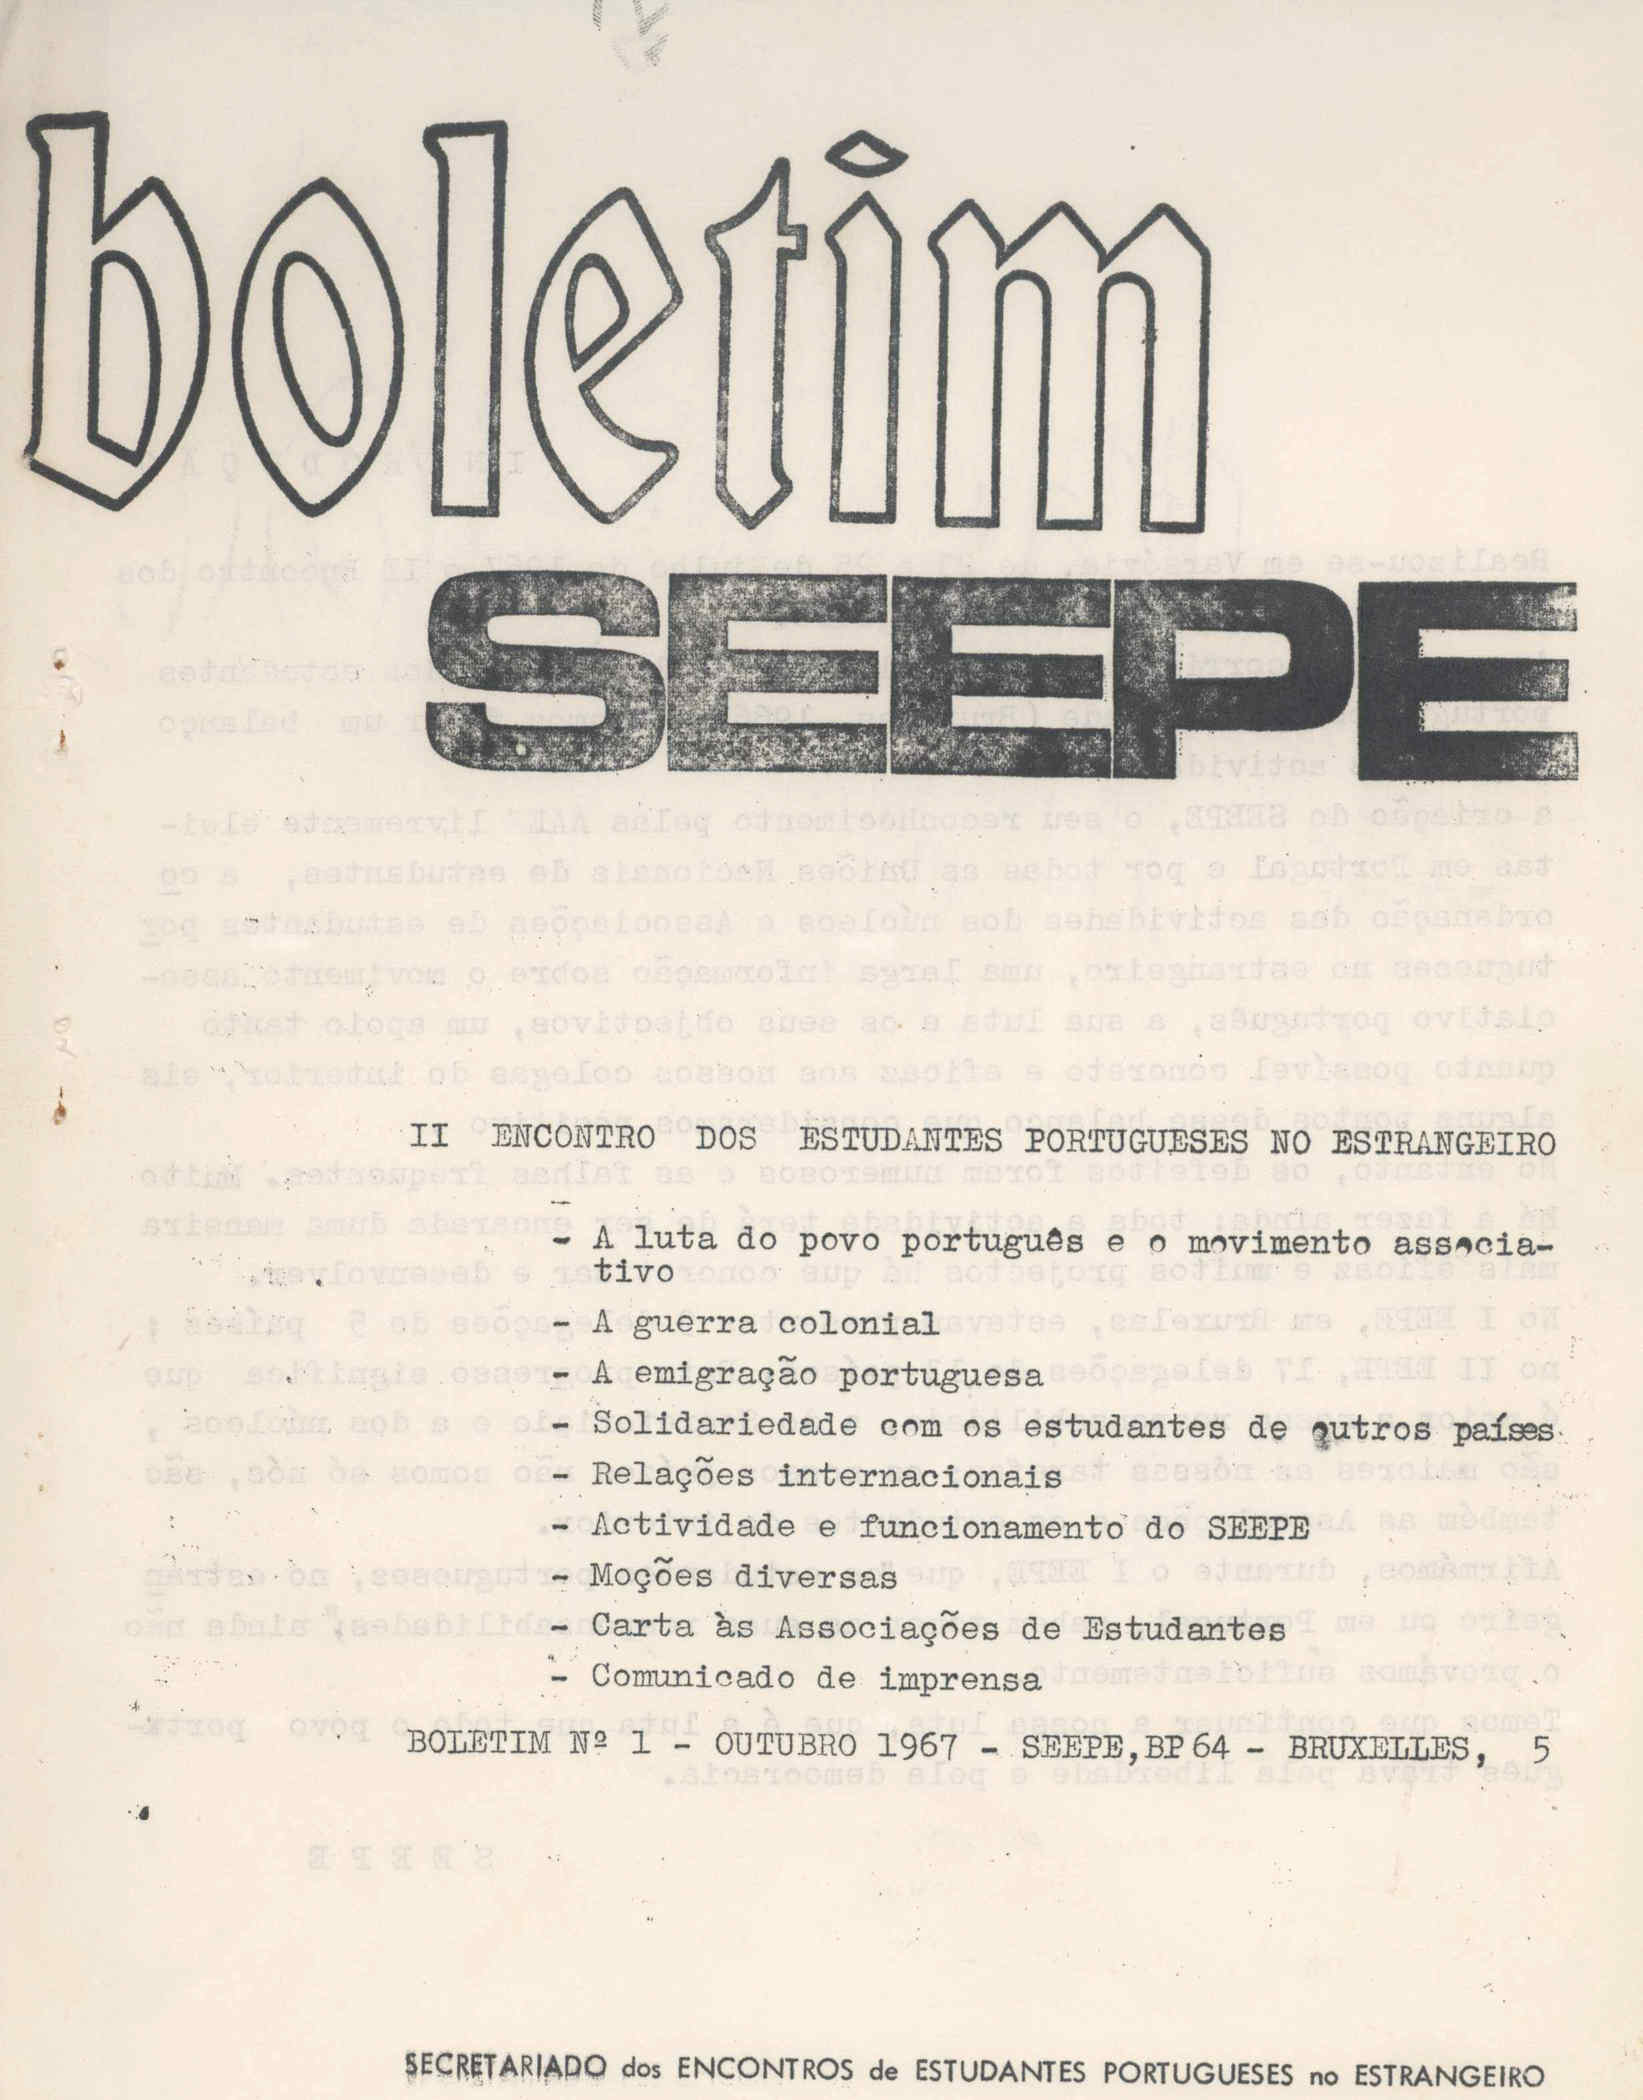 boletim
SEEPE
II ENCONTRO DOS ESTUDANTES PORTUGUESES NO ESTRANGEIRO
- A luta do povo português e o movimento associa-
tivo
- A guerra colonial
- A emigração portuguesa
- Solidariedade com os estudantes de outros países
- Relações internacionais
- Actividade e funcionamento do SEEPE
- Moções diversas
- Carta às Associações de Estudantes
- Comunicado de imprensa
BOLETIM Nº 1 - OUTUBRO 1967 - SEEPE, BP 64 - BRUXELLES, 5
SECRETARIADO dos ENCONTROS de ESTUDANTES PORTUGUESES no ESTRANGEIRO